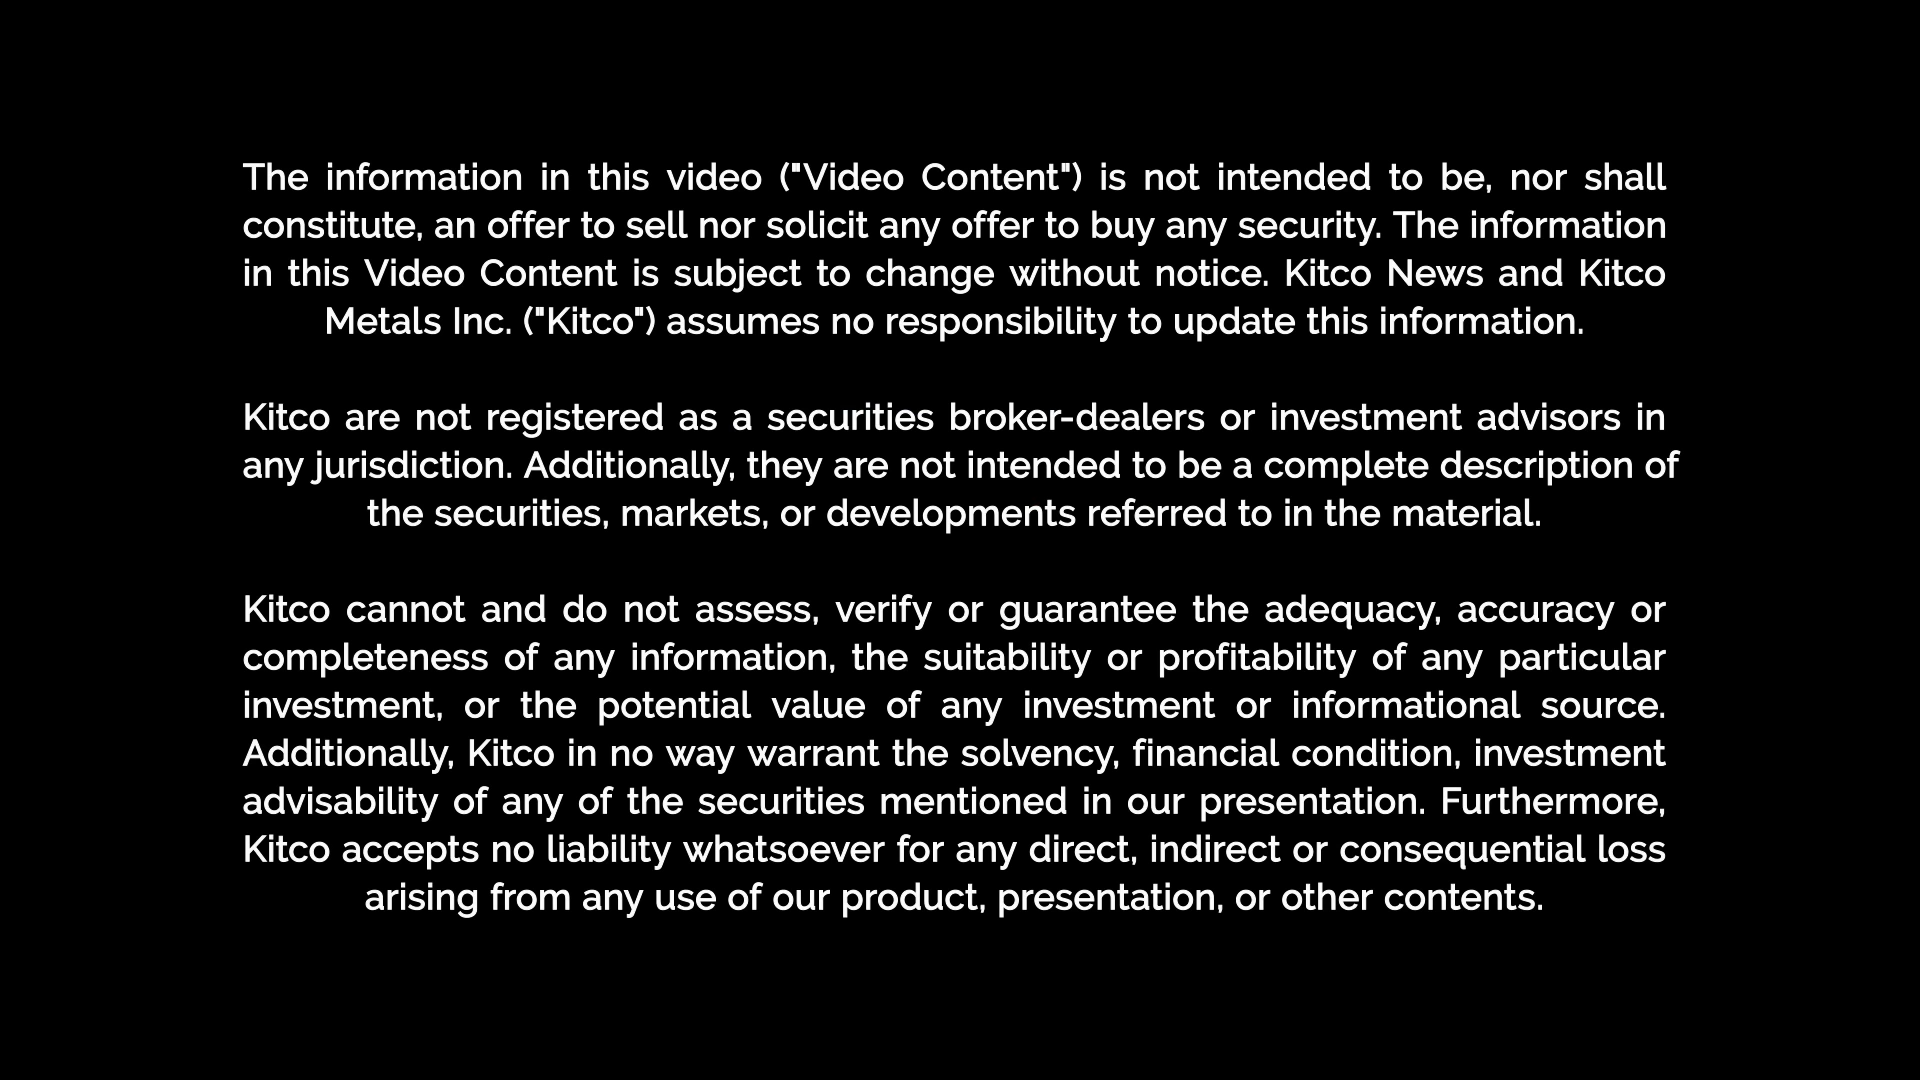 The information in this video ("Video Content") is not intended to be, nor shall
constitute, an offer to sell nor solicit any offer to buy any security. The information
in this Video Content is subject to change without notice. Kitco News and Kitco
Metals Inc. ("Kitco") assumes no responsibility to update this information.
Kitco are not registered as a securities broker-dealers or investment advisors in
any jurisdiction. Additionally, they are not intended to be a complete description of
the securities, markets, or developments referred to in the material.
Kitco cannot and do not assess, verify or guarantee the adequacy, accuracy or
completeness of any information, the suitability or profitability of any particular
investment, or the potential value of any investment or informational source.
Additionally, Kitco in no way warrant the solvency, financial condition, investment
advisability of any of the securities mentioned in our presentation. Furthermore,
Kitco accepts no liability whatsoever for any direct, indirect or consequential loss
arising from any use of our product, presentation, or other contents.